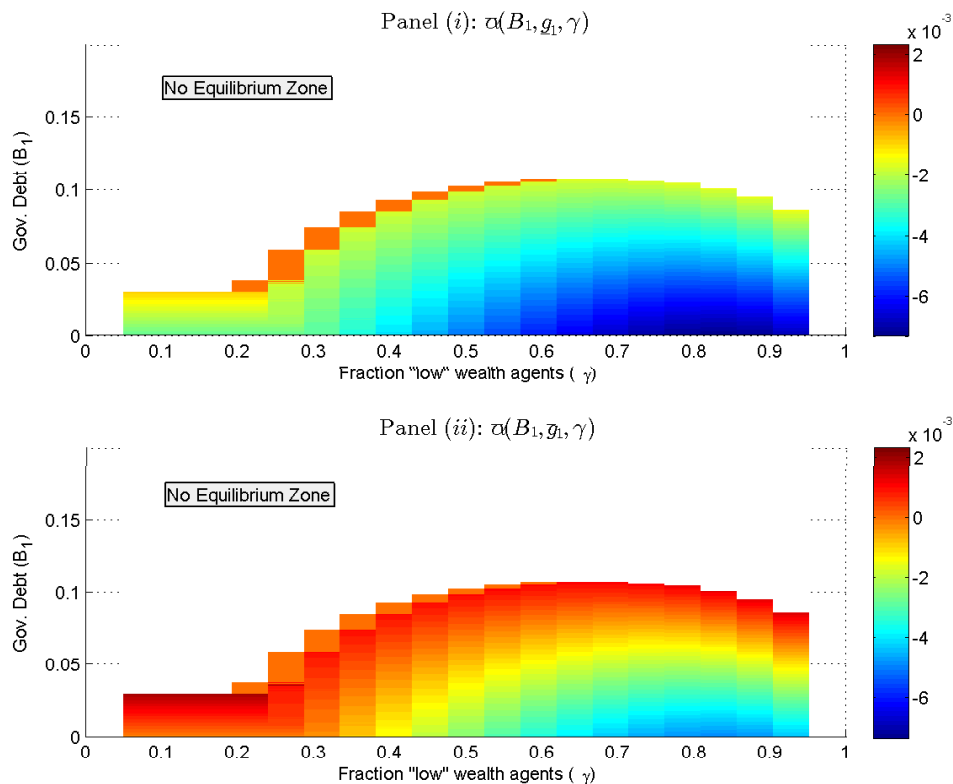 Panel (i): ϖ(B₁, g̲₁, γ)
x 10⁻³
No Equilibrium Zone
Gov. Debt (B₁)
0.15
0.1
0.05
0
2
0
-2
-4
-6
0 0.1 0.2 0.3 0.4 0.5 0.6 0.7 0.8 0.9 1
Fraction "low" wealth agents ( γ)
Panel (ii): ϖ(B₁, g̅₁, γ)
x 10⁻³
No Equilibrium Zone
Gov. Debt (B₁)
0.15
0.1
0.05
0
2
0
-2
-4
-6
0 0.1 0.2 0.3 0.4 0.5 0.6 0.7 0.8 0.9 1
Fraction "low" wealth agents ( γ)